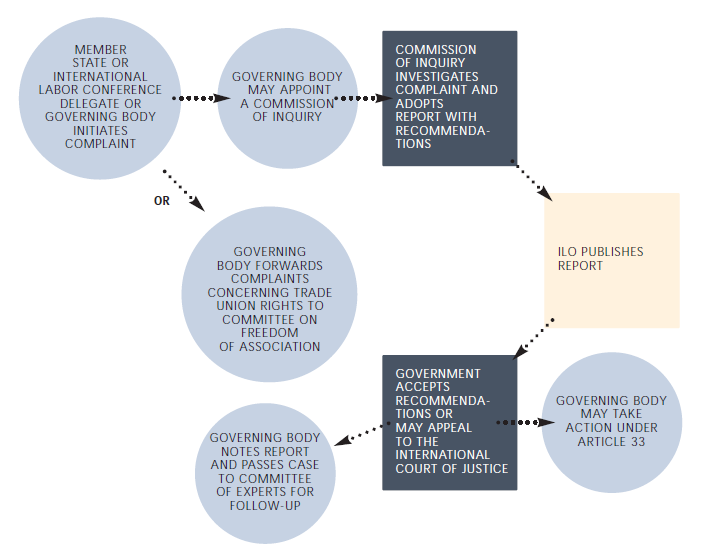 MEMBER
STATE OR
INTERNATIONAL
LABOR CONFERENCE
DELEGATE OR
GOVERNING BODY
INITIATES
COMPLAINT
GOVERNING BODY
MAY APPOINT
A COMMISSION
OF INQUIRY
COMMISSION
OF INQUIRY
INVESTIGATES
COMPLAINT AND
ADOPTS
REPORT WITH
RECOMMENDA-
TIONS
OR
GOVERNING
BODY FORWARDS
COMPLAINTS
CONCERNING TRADE
UNION RIGHTS TO
COMMITTEE ON
FREEDOM
OF ASSOCIATION
ILO PUBLISHES
REPORT
GOVERNMENT
ACCEPTS
RECOMMENDA-
TIONS OR
MAY APPEAL
TO THE
INTERNATIONAL
COURT OF JUSTICE
GOVERNING BODY
MAY TAKE
ACTION UNDER
ARTICLE 33
GOVERNING BODY
NOTES REPORT
AND PASSES CASE
TO COMMITTEE
OF EXPERTS FOR
FOLLOW-UP